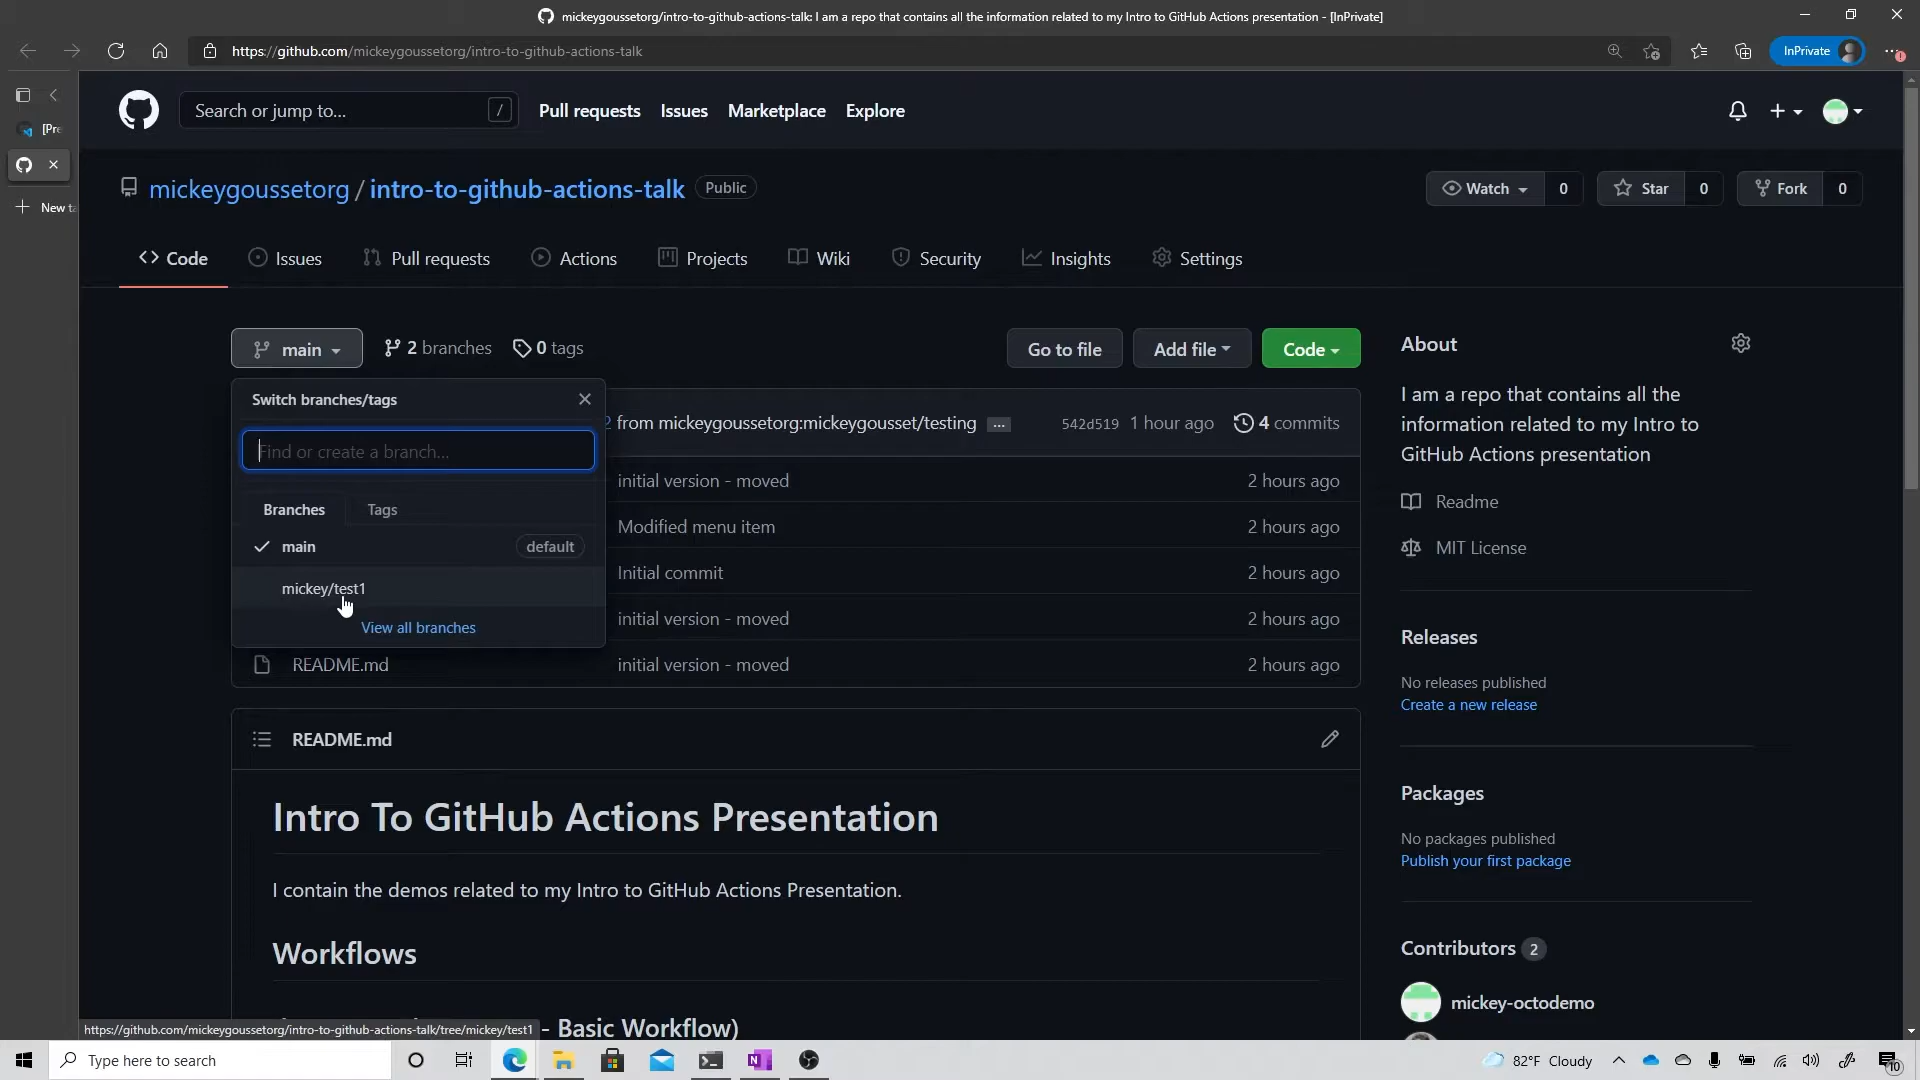 mickeygoussetorg/intro-to-github-actions-talk: I am a repo that contains all the information related to my Intro to GitHub Actions presentation - [InPrivate]
https://github.com/mickeygoussetorg/intro-to-github-actions-talk
InPrivate
[Pre
New ta
Search or jump to...
/
Pull requests
Issues
Marketplace
Explore
mickeygoussetorg / intro-to-github-actions-talk Public
Watch 0
Star 0
Fork 0
Code
Issues
Pull requests
Actions
Projects
Wiki
Security
Insights
Settings
main
2 branches
0 tags
Go to file
Add file
Code
Switch branches/tags
Find or create a branch...
Branches
Tags
main default
mickey/test1
View all branches
2 from mickeygoussetorg:mickeygousset/testing ... 542d519 1 hour ago 4 commits
initial version - moved 2 hours ago
Modified menu item 2 hours ago
Initial commit 2 hours ago
initial version - moved 2 hours ago
README.md initial version - moved 2 hours ago
README.md
Intro To GitHub Actions Presentation
I contain the demos related to my Intro to GitHub Actions Presentation.
Workflows
- Basic Workflow)
About
I am a repo that contains all the
information related to my Intro to
GitHub Actions presentation
Readme
MIT License
Releases
No releases published
Create a new release
Packages
No packages published
Publish your first package
Contributors 2
mickey-octodemo
https://github.com/mickeygoussetorg/intro-to-github-actions-talk/tree/mickey/test1
Type here to search
82°F Cloudy
10